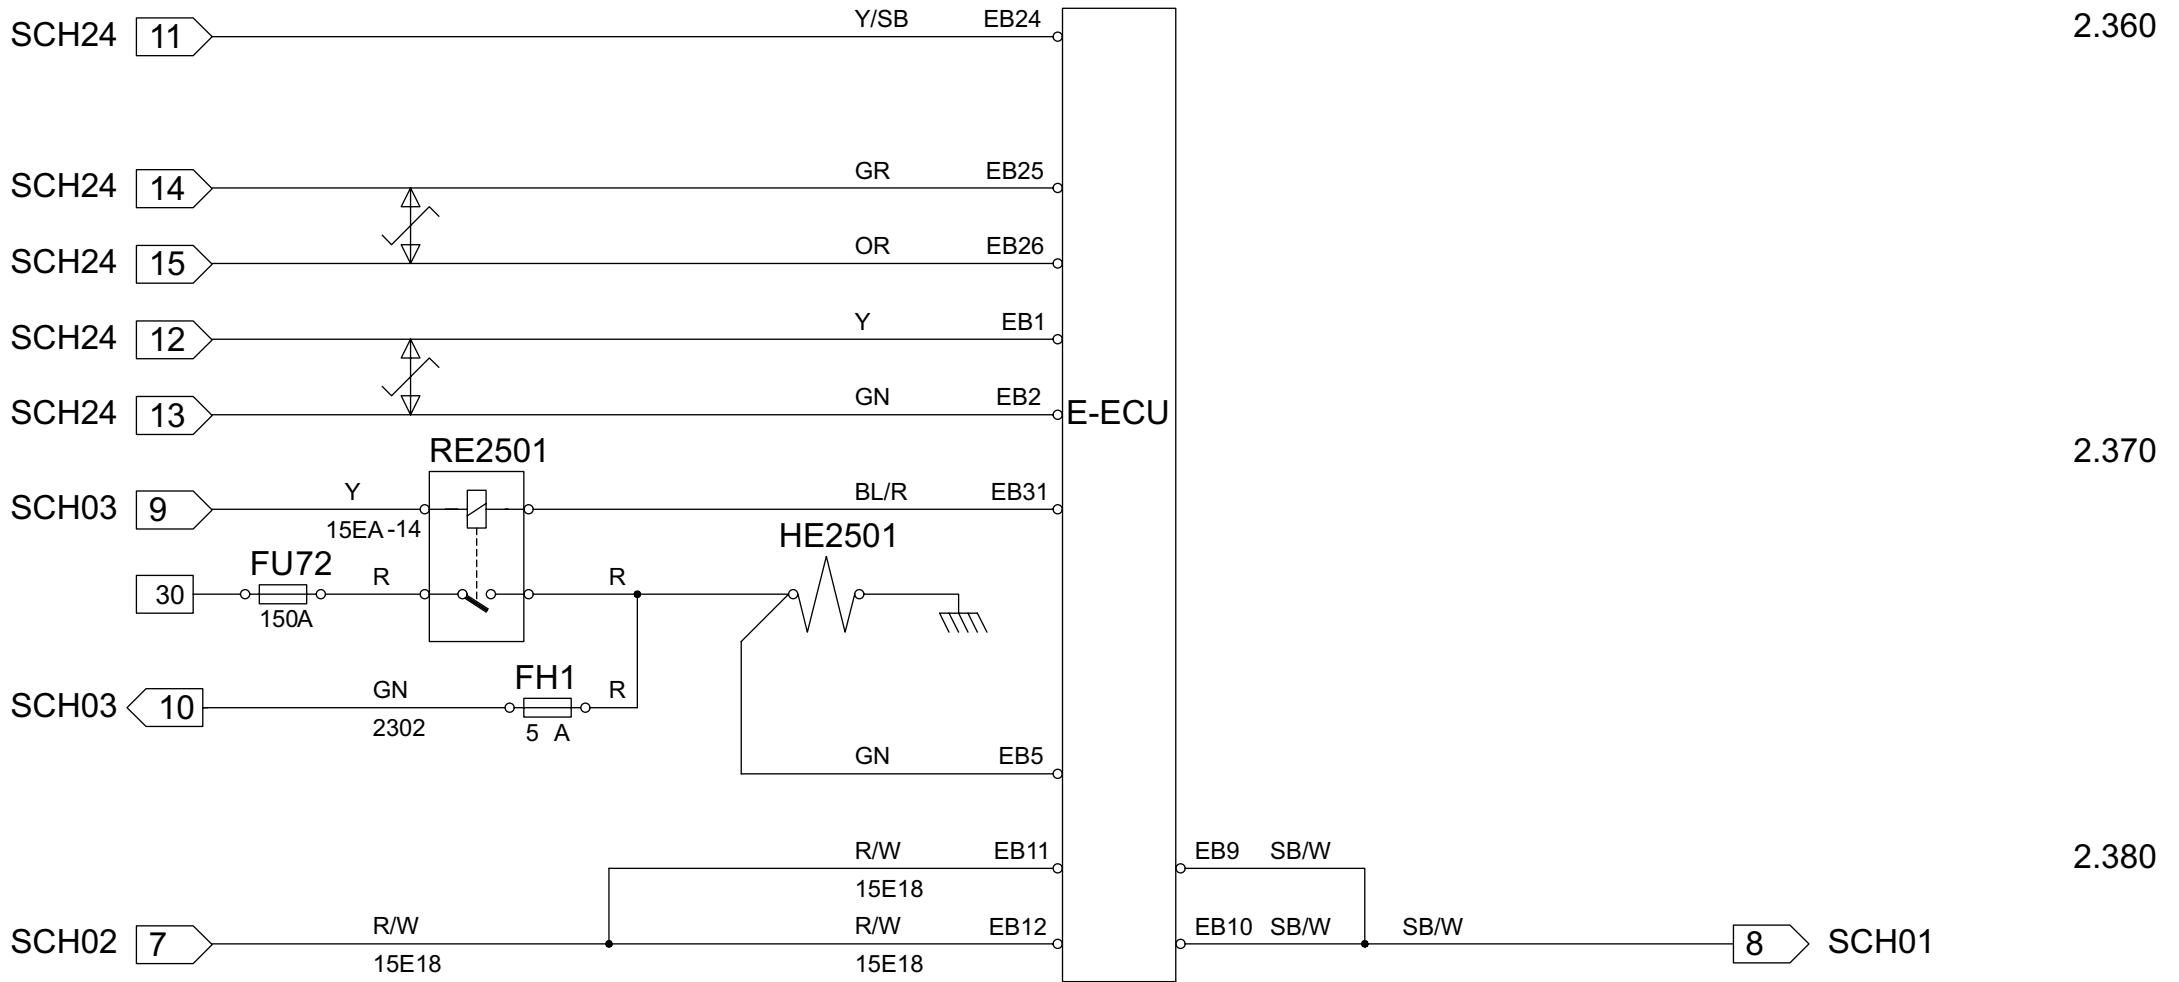 SCH24 11 Y/SB EB24 2.360
SCH24 14 GR EB25
SCH24 15 OR EB26
SCH24 12 Y EB1
SCH24 13 GN EB2 E-ECU
RE2501 2.370
SCH03 9 Y BL/R EB31
15EA-14 HE2501
FU72
30 R R
150A
FH1
SCH03 10 GN R
2302 5 A
GN EB5
R/W EB11 EB9 SB/W 2.380
15E18
SCH02 7 R/W R/W EB12 EB10 SB/W SB/W 8 SCH01
15E18 15E18